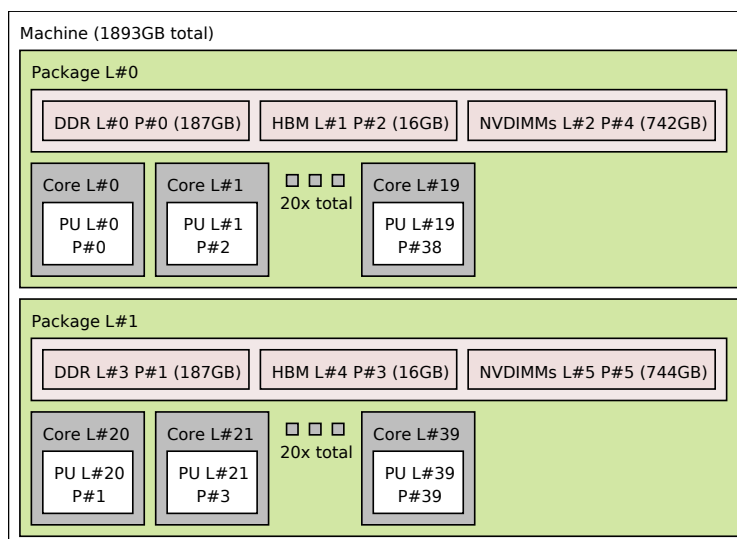 Machine (1893GB total)
Package L#0
DDR L#0 P#0 (187GB)
HBM L#1 P#2 (16GB)
NVDIMMs L#2 P#4 (742GB)
Core L#0
PU L#0
P#0
Core L#1
PU L#1
P#2
20x total
Core L#19
PU L#19
P#38
Package L#1
DDR L#3 P#1 (187GB)
HBM L#4 P#3 (16GB)
NVDIMMs L#5 P#5 (744GB)
Core L#20
PU L#20
P#1
Core L#21
PU L#21
P#3
20x total
Core L#39
PU L#39
P#39